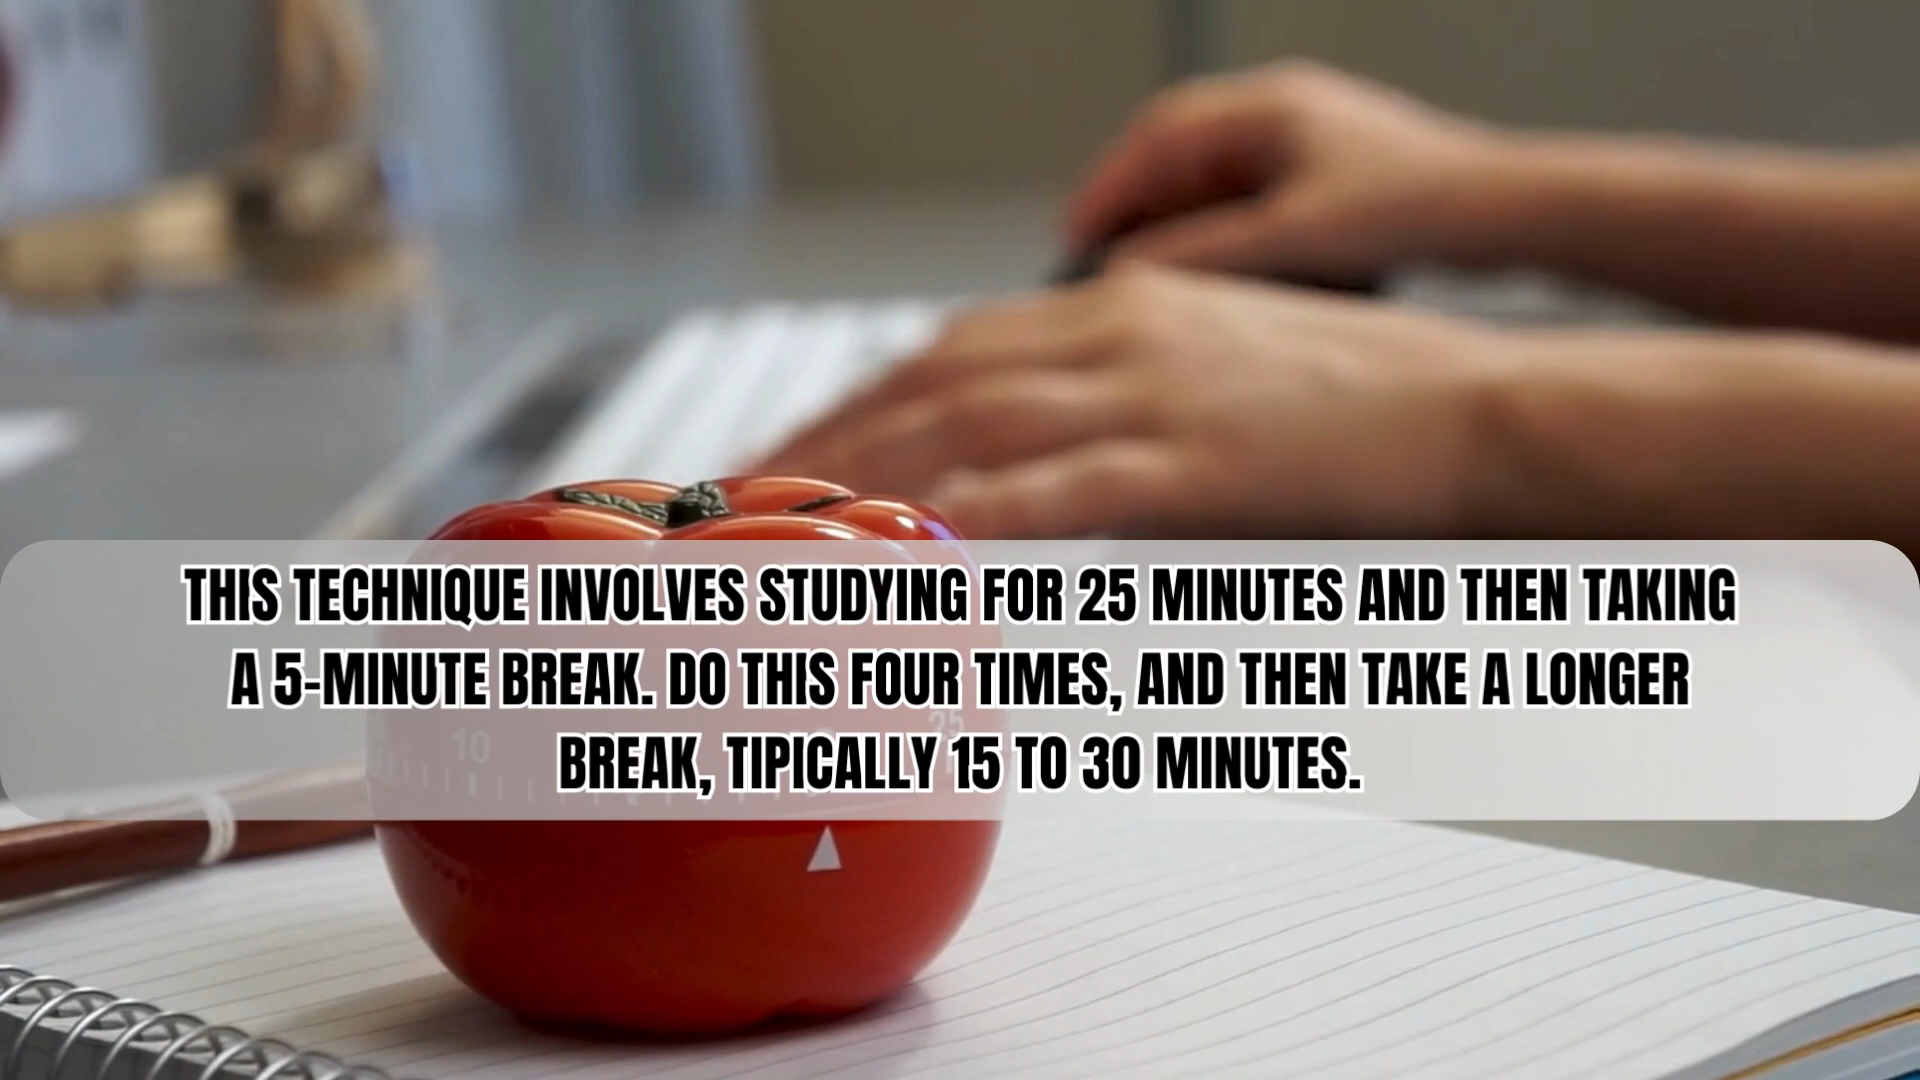 THIS TECHNIQUE INVOLVES STUDYING FOR 25 MINUTES AND THEN TAKING
A 5-MINUTE BREAK. DO THIS FOUR TIMES, AND THEN TAKE A LONGER
BREAK, TIPICALLY 15 TO 30 MINUTES.
10
25